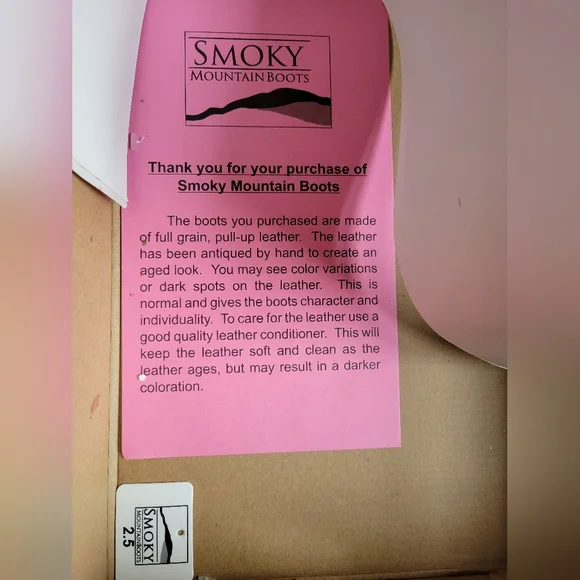 SMOKY
MOUNTAIN BOOTS
Thank you for your purchase of
Smoky Mountain Boots
The boots you purchased are made
of full grain, pull-up leather. The leather
has been antiqued by hand to create an
aged look. You may see color variations
or dark spots on the leather. This is
normal and gives the boots character and
individuality. To care for the leather use a
good quality leather conditioner. This will
keep the leather soft and clean as the
leather ages, but may result in a darker
coloration.
SMOKY
MOUNTAIN BOOTS
2.5